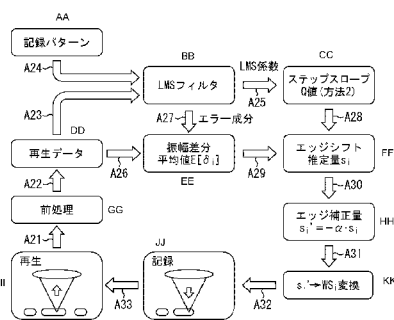 AA
記録パターン
A24
BB
LMSフィルタ
LMS係数
A25
CC
ステップスロープ
Q値(方法2)
A23
A27
エラー成分
A28
DD
再生データ
A26
振幅差分
平均値E[δi]
EE
A29
エッジシフト
推定量si
FF
A22
A30
前処理
GG
エッジ補正量
si'=-α·si
HH
A21
A31
II
再生
A33
JJ
記録
A32
si'→WSi変換
KK